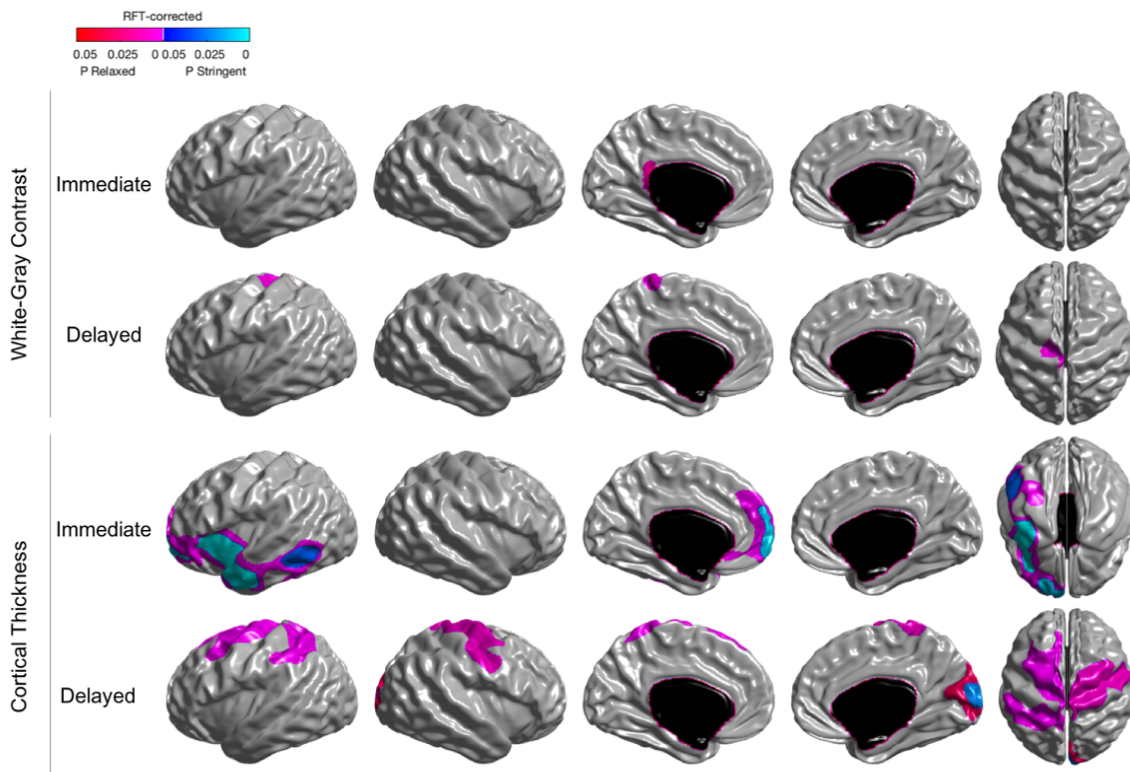 RFT-corrected
0.05 0.025 0 0.05 0.025 0
P Relaxed P Stringent
White-Gray Contrast
Immediate
Delayed
Cortical Thickness
Immediate
Delayed